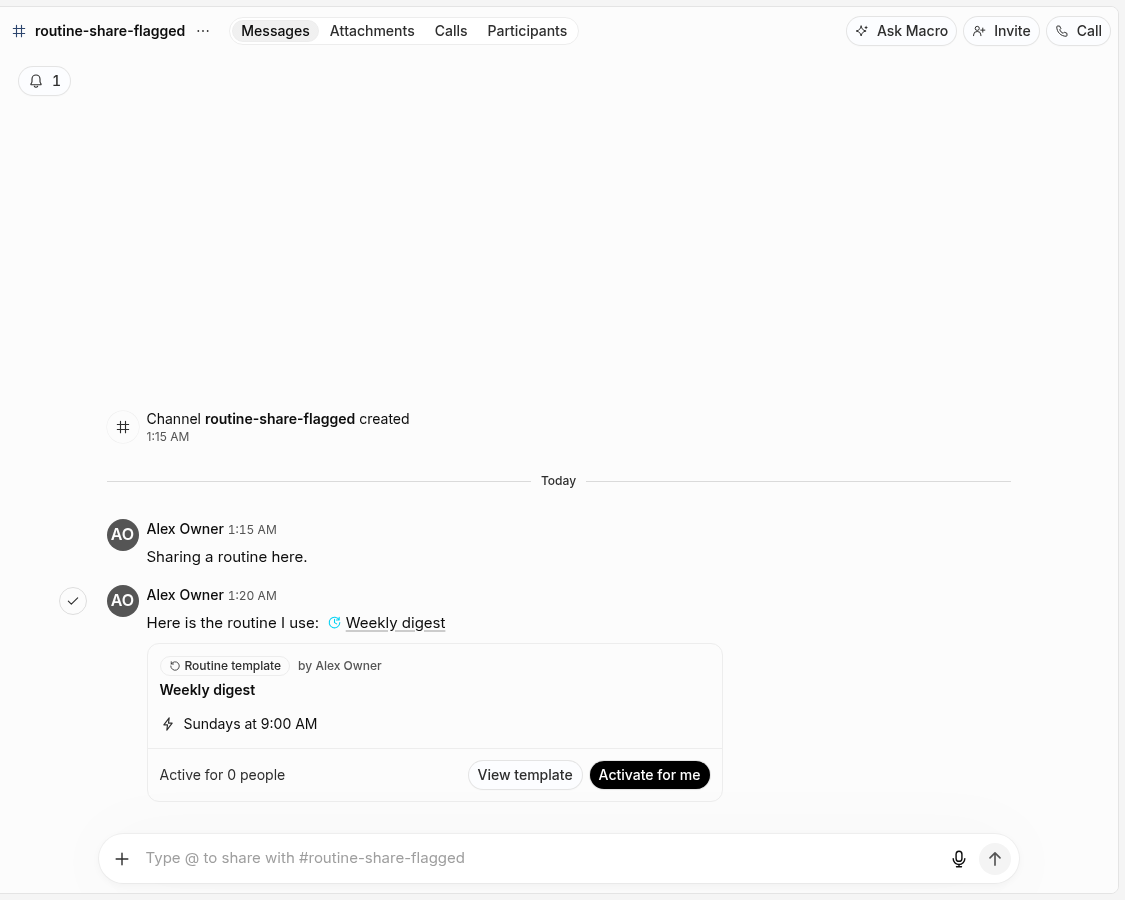 routine-share-flagged ···
Messages Attachments Calls Participants
Ask Macro Invite Call
1
Channel routine-share-flagged created
1:15 AM
Today
AO Alex Owner 1:15 AM
Sharing a routine here.
AO Alex Owner 1:20 AM
Here is the routine I use: Weekly digest
Routine template by Alex Owner
Weekly digest
Sundays at 9:00 AM
Active for 0 people View template Activate for me
Type @ to share with #routine-share-flagged